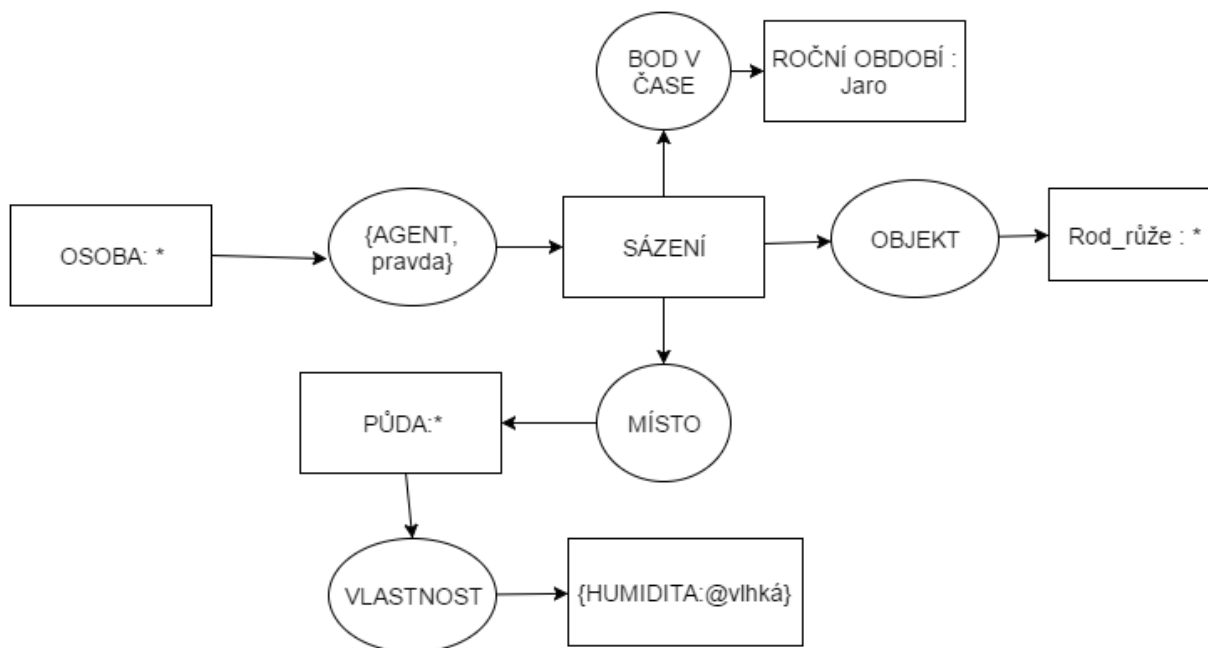 BOD V
ČASE
ROČNÍ OBDOBÍ :
Jaro
OSOBA: *
{AGENT,
pravda}
SÁZENÍ
OBJEKT
Rod_růže : *
PŮDA:*
MÍSTO
VLASTNOST
{HUMIDITA:@vlhká}